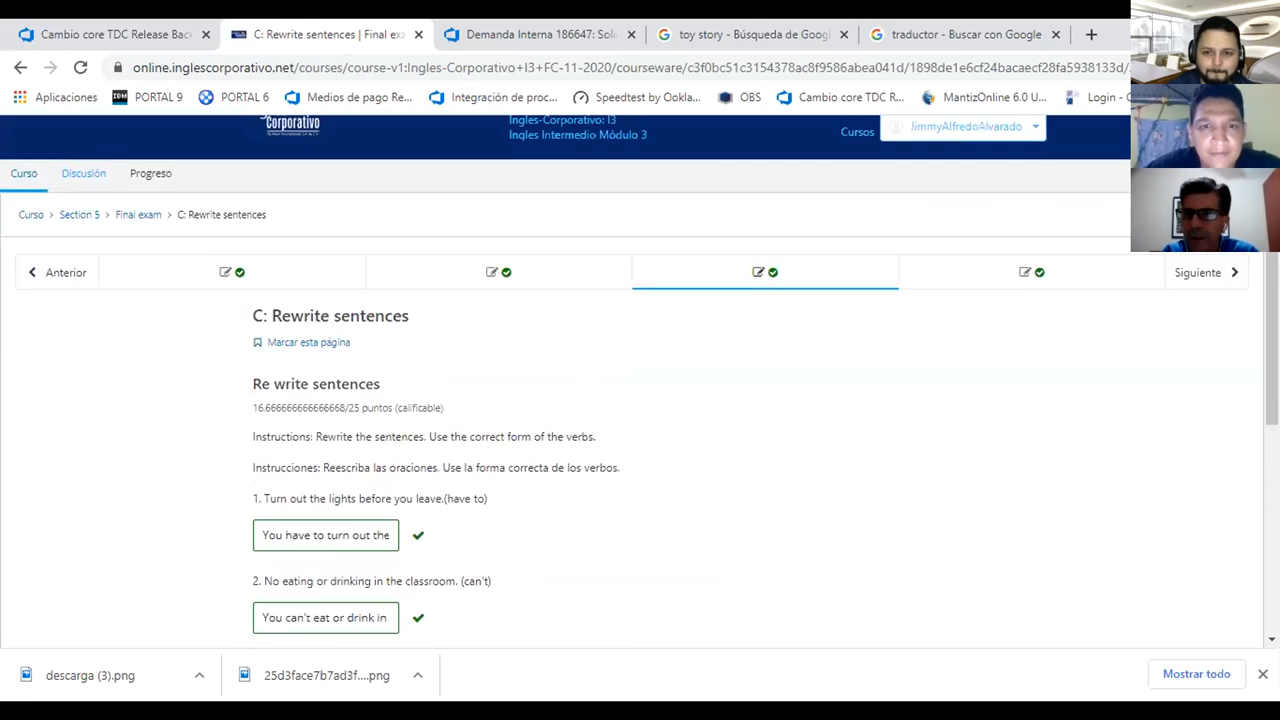 Cambio core TDC Release Bac
C: Rewrite sentences | Final exa
Demanda Interna 186647: Soli
toy story - Búsqueda de Googl
traductor - Buscar con Google
online.inglescorporativo.net/courses/course-v1:Ingles-Corporativo+I3+FC-11-2020/courseware/c3f0bc51c3154378ac8f9586abea041d/1898de1e6cf24bacaecf28fa5938133d/
Aplicaciones
IBM
PORTAL 9
PORTAL 6
Medios de pago Re...
Integración de proc...
Speedtest by Ookla...
OBS
Cambio core TDC R...
MantizOnline 6.0 U...
Login -
Corporativo
Ingles-Corporativo: I3
Ingles Intermedio Módulo 3
Cursos
JimmyAlfredoAlvarado
Curso
Discusión
Progreso
Curso > Section 5 > Final exam > C: Rewrite sentences
Anterior
Siguiente
C: Rewrite sentences
Marcar esta página
Re write sentences
16.666666666666668/25 puntos (calificable)
Instructions: Rewrite the sentences. Use the correct form of the verbs.
Instrucciones: Reescriba las oraciones. Use la forma correcta de los verbos.
1. Turn out the lights before you leave.(have to)
You have to turn out the
2. No eating or drinking in the classroom. (can't)
You can't eat or drink in
descarga (3).png
25d3face7b7ad3f....png
Mostrar todo